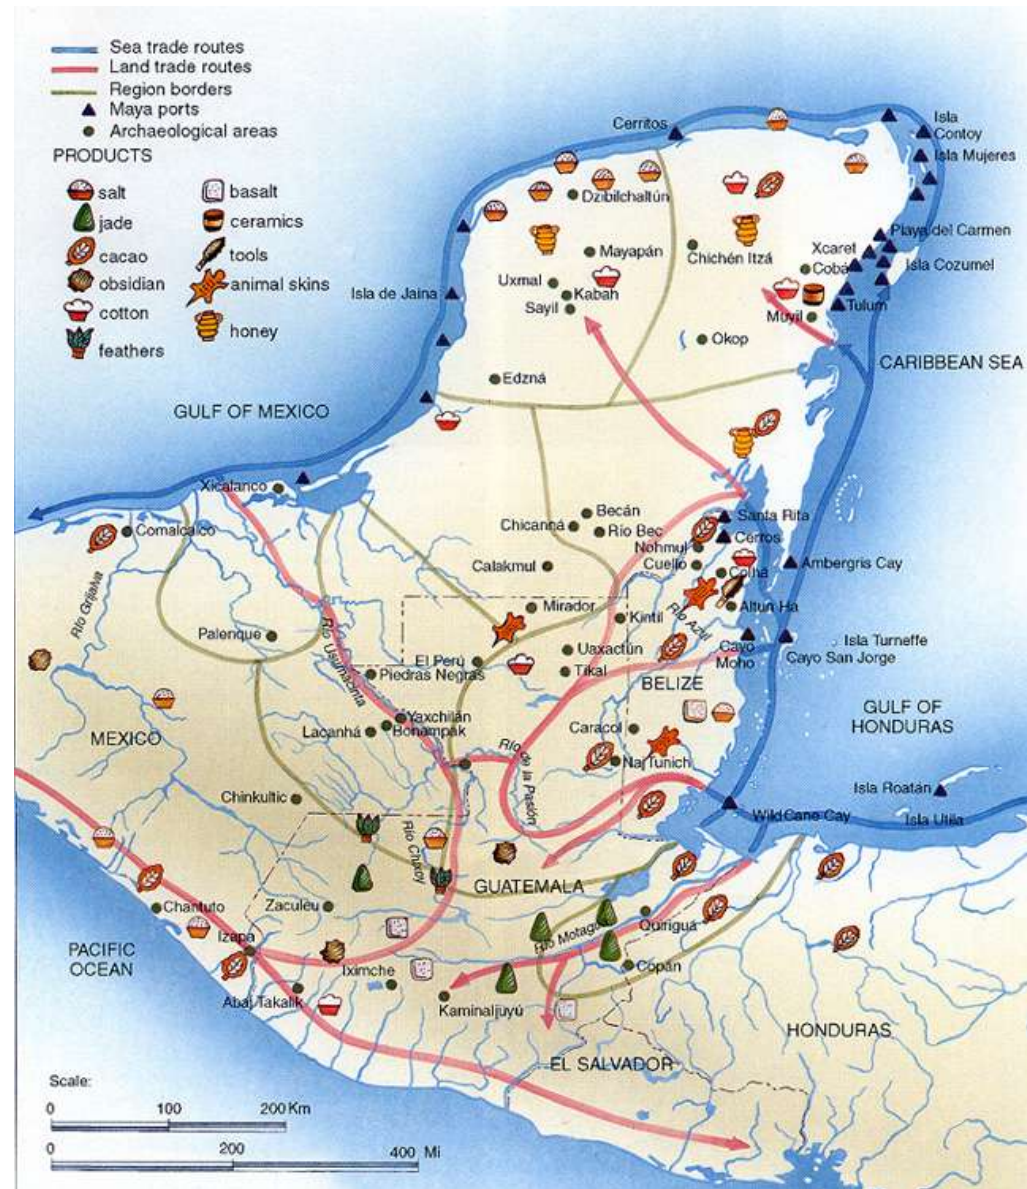 Sea trade routes
Land trade routes
Region borders
Maya ports
Archaeological areas
PRODUCTS
salt
jade
cacao
obsidian
cotton
feathers
basalt
ceramics
tools
animal skins
honey
Cerritos
Isla
Contoy
Isla Mujeres
Dzibilchaltún
Playa del Carmen
Mayapán
Chichén Itzá
Xcaret
Cobá
Isla Cozumel
Uxmal
Kabah
Sayil
Isla de Jaina
Tulum
Muyil
Okop
CARIBBEAN SEA
Edzná
GULF OF MEXICO
Xicalanco
Comalcalco
Becán
Chicanná
Río Bec
Santa Rita
Cerros
Nohmul
Cuello
Colhá
Calakmul
Ambergris Cay
Río Grijalva
Mirador
Kintil
Río Azul
Altun Ha
Palenque
Río Usumacinta
Uaxactún
Cayo
Moho
Isla Turneffe
Cayo San Jorge
El Perú
Piedras Negras
Tikal
BELIZE
GULF OF
HONDURAS
MEXICO
Yaxchilán
Lacanhá
Bonampak
Caracol
Río de la Pasión
Naj Tunich
Chinkultic
Isla Roatán
Wild Cane Cay
Isla Utila
Río Chixoy
GUATEMALA
Chantuto
Zaculeu
Quriguá
Río Motagua
PACIFIC
OCEAN
Izapa
Iximche
Copán
Abaj Takalik
Kaminaljuyú
HONDURAS
EL SALVADOR
Scale:
0 100 200 Km
0 200 400 Mi